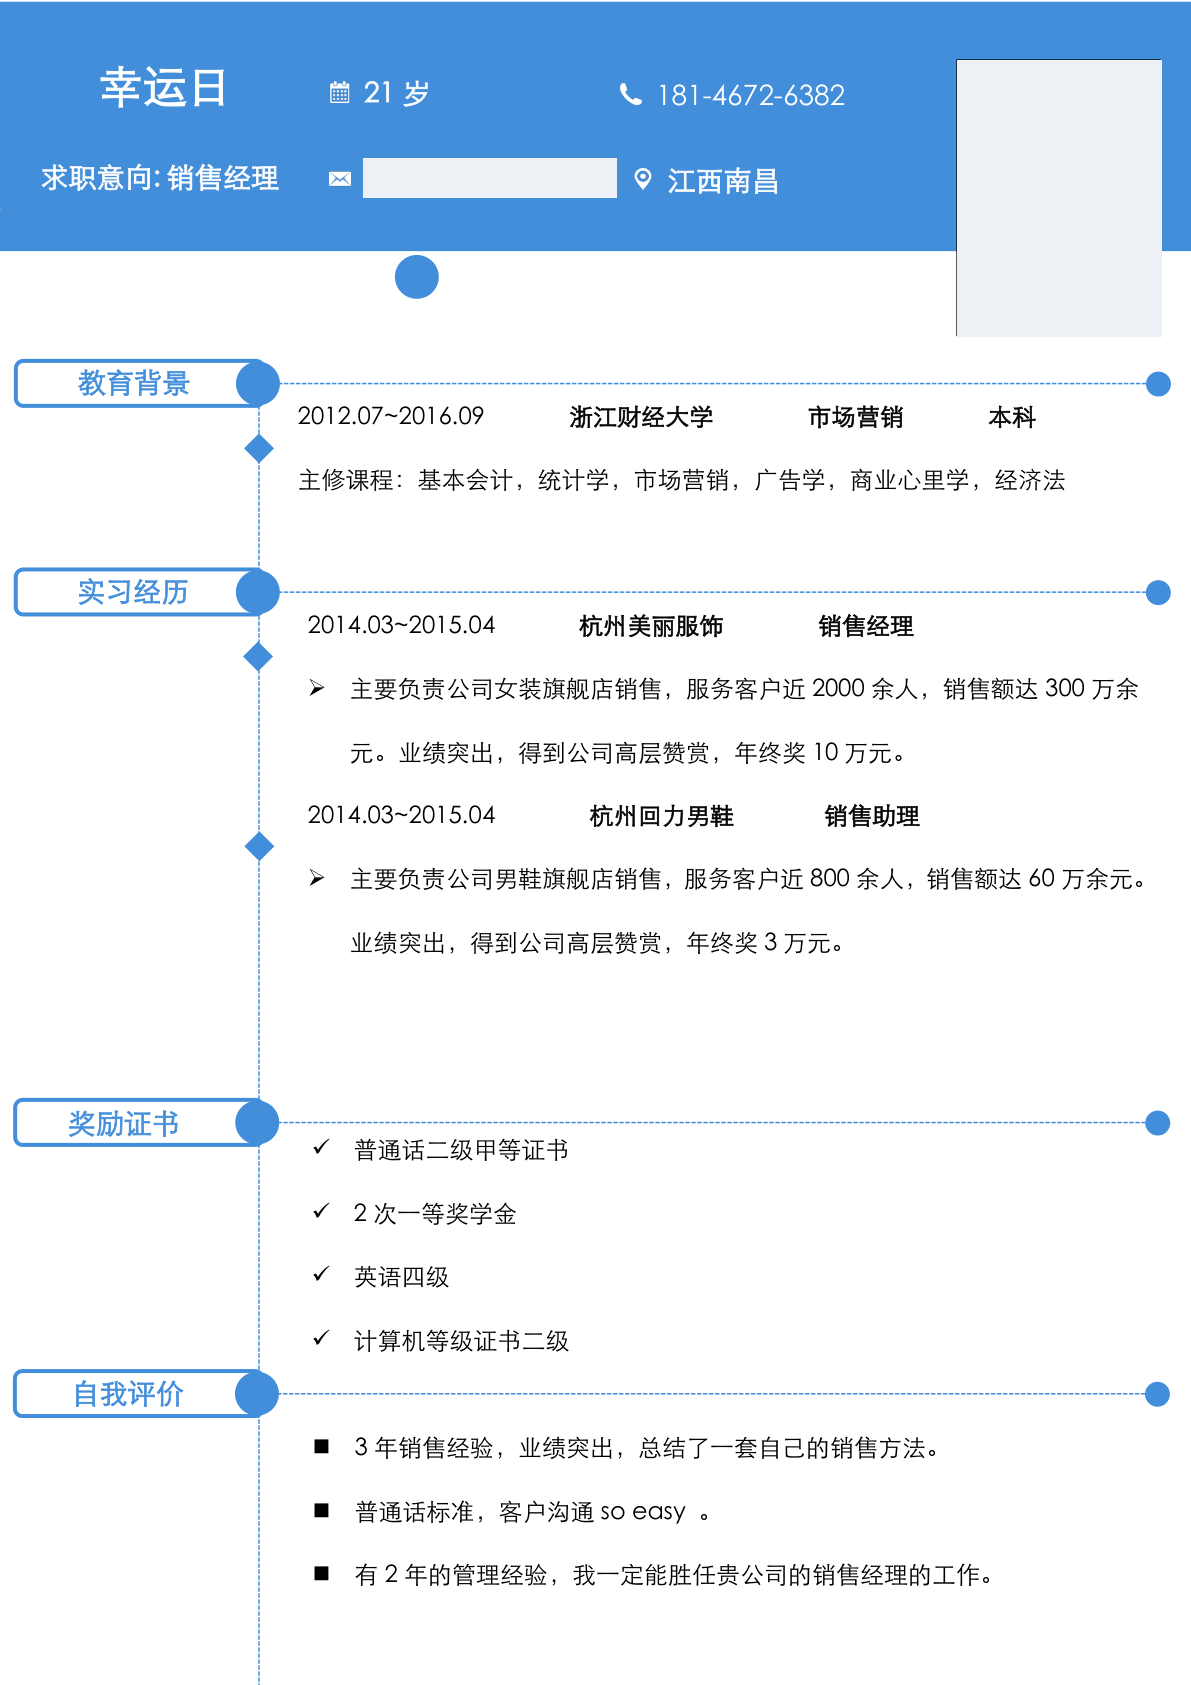 幸运日 21 岁 181-4672-6382
求职意向: 销售经理 江西南昌
教育背景
2012.07~2016.09 浙江财经大学 市场营销 本科
主修课程：基本会计，统计学，市场营销，广告学，商业心里学，经济法
实习经历
2014.03~2015.04 杭州美丽服饰 销售经理
主要负责公司女装旗舰店销售，服务客户近 2000 余人，销售额达 300 万余
元。业绩突出，得到公司高层赞赏，年终奖 10 万元。
2014.03~2015.04 杭州回力男鞋 销售助理
主要负责公司男鞋旗舰店销售，服务客户近 800 余人，销售额达 60 万余元。
业绩突出，得到公司高层赞赏，年终奖 3 万元。
奖励证书
普通话二级甲等证书
2 次一等奖学金
英语四级
计算机等级证书二级
自我评价
3 年销售经验，业绩突出，总结了一套自己的销售方法。
普通话标准，客户沟通 so easy 。
有 2 年的管理经验，我一定能胜任贵公司的销售经理的工作。